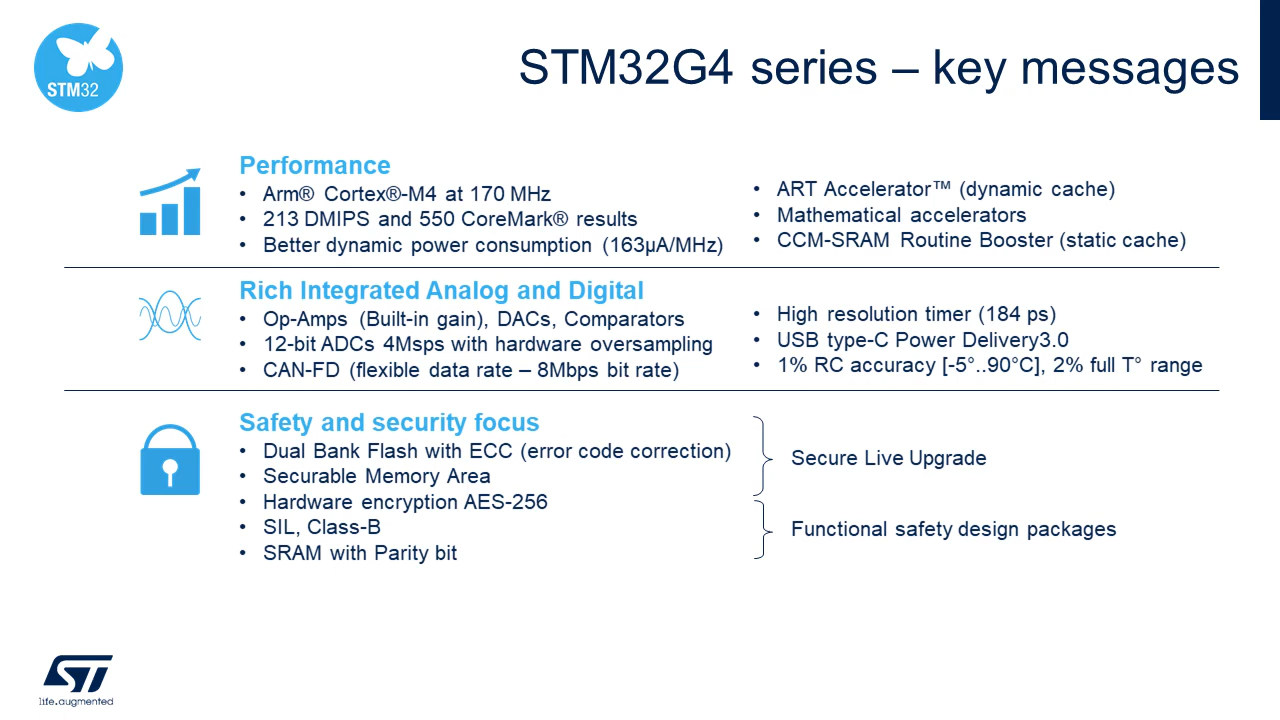 STM32
STM32G4 series – key messages
Performance
• Arm® Cortex®-M4 at 170 MHz
• 213 DMIPS and 550 CoreMark® results
• Better dynamic power consumption (163µA/MHz)
• ART Accelerator™ (dynamic cache)
• Mathematical accelerators
• CCM-SRAM Routine Booster (static cache)
Rich Integrated Analog and Digital
• Op-Amps (Built-in gain), DACs, Comparators
• 12-bit ADCs 4Msps with hardware oversampling
• CAN-FD (flexible data rate – 8Mbps bit rate)
• High resolution timer (184 ps)
• USB type-C Power Delivery3.0
• 1% RC accuracy [-5°..90°C], 2% full T° range
Safety and security focus
• Dual Bank Flash with ECC (error code correction)
• Securable Memory Area
• Hardware encryption AES-256
• SIL, Class-B
• SRAM with Parity bit
Secure Live Upgrade
Functional safety design packages
ST
life.augmented